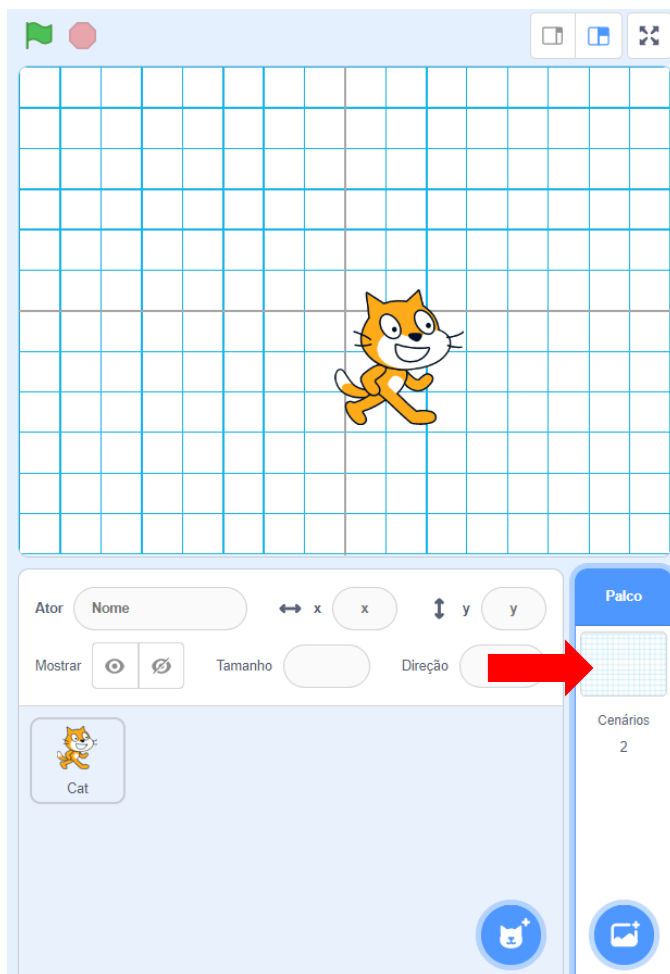 Palco
Ator Nome x x y y
Mostrar Tamanho Direção
Cenários
2
Cat